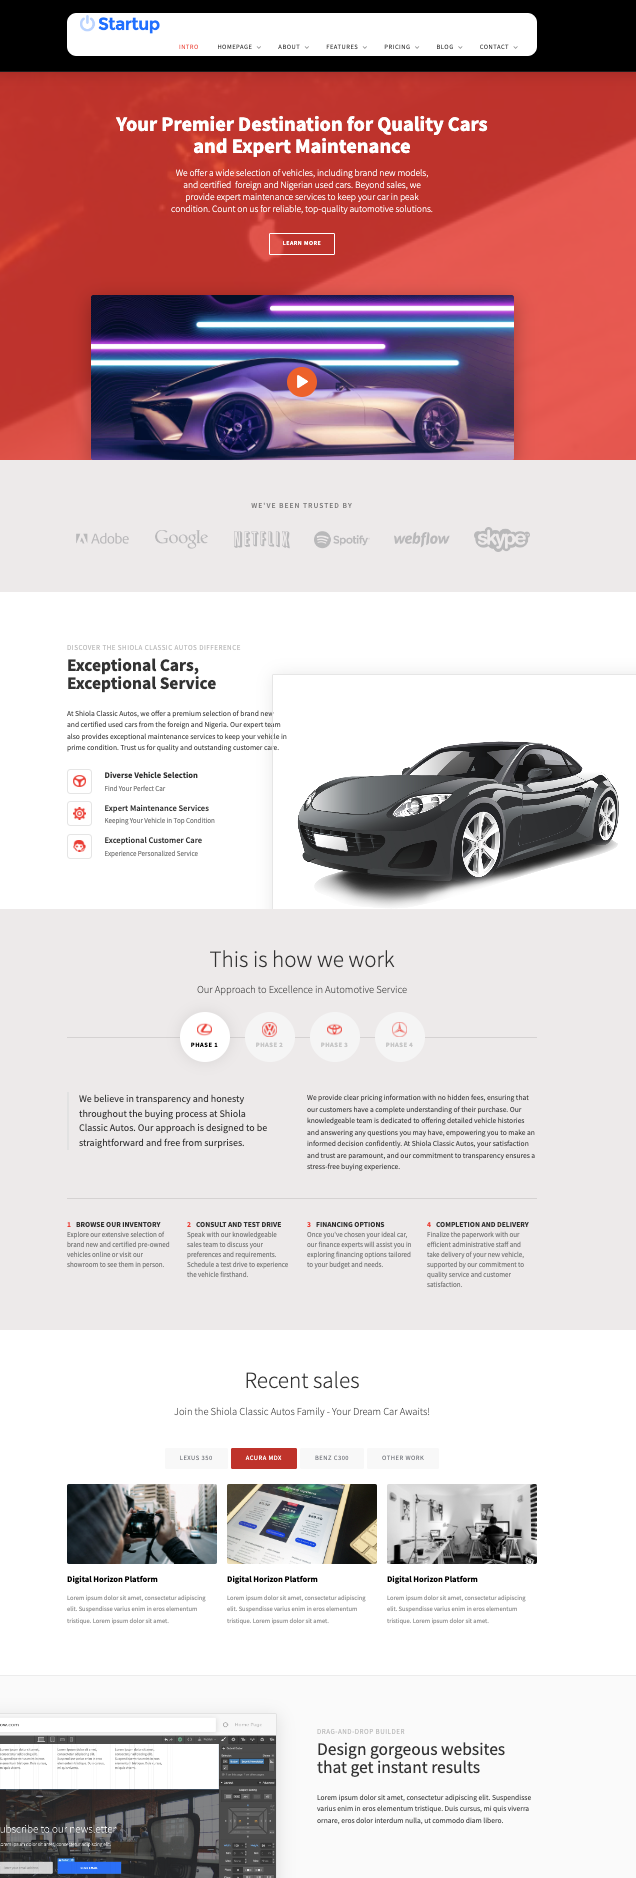 Startup
INTRO HOMEPAGE ABOUT FEATURES PRICING BLOG CONTACT
Your Premier Destination for Quality Cars
and Expert Maintenance
We offer a wide selection of vehicles, including brand new models,
and certified foreign and Nigerian used cars. Beyond sales, we
provide expert maintenance services to keep your car in peak
condition. Count on us for reliable, top-quality automotive solutions.
LEARN MORE
WE'VE BEEN TRUSTED BY
Adobe Google NETFLIX Spotify webflow skype
DISCOVER THE SHIOLA CLASSIC AUTOS DIFFERENCE
Exceptional Cars,
Exceptional Service
At Shiola Classic Autos, we offer a premium selection of brand new
and certified used cars from the foreign and Nigeria. Our expert team
also provides exceptional maintenance services to keep your vehicle in
prime condition. Trust us for quality and outstanding customer care.
Diverse Vehicle Selection
Find Your Perfect Car
Expert Maintenance Services
Keeping Your Vehicle in Top Condition
Exceptional Customer Care
Experience Personalized Service
This is how we work
Our Approach to Excellence in Automotive Service
PHASE 1 PHASE 2 PHASE 3 PHASE 4
We believe in transparency and honesty
throughout the buying process at Shiola
Classic Autos. Our approach is designed to be
straightforward and free from surprises.
We provide clear pricing information with no hidden fees, ensuring that
our customers have a complete understanding of their purchase. Our
knowledgeable team is dedicated to offering detailed vehicle histories
and answering any questions you may have, empowering you to make an
informed decision confidently. At Shiola Classic Autos, your satisfaction
and trust are paramount, and our commitment to transparency ensures a
stress-free buying experience.
1 BROWSE OUR INVENTORY
Explore our extensive selection of
brand new and certified pre-owned
vehicles online or visit our
showroom to see them in person.
2 CONSULT AND TEST DRIVE
Speak with our knowledgeable
sales team to discuss your
preferences and requirements.
Schedule a test drive to experience
the vehicle firsthand.
3 FINANCING OPTIONS
Once you've chosen your ideal car,
our finance experts will assist you in
exploring financing options tailored
to your budget and needs.
4 COMPLETION AND DELIVERY
Finalize the paperwork with our
efficient administrative staff and
take delivery of your new vehicle,
supported by our commitment to
quality service and customer
satisfaction.
Recent sales
Join the Shiola Classic Autos Family - Your Dream Car Awaits!
LEXUS 350 ACURA MDX BENZ C300 OTHER WORK
Digital Horizon Platform
Lorem ipsum dolor sit amet, consectetur adipiscing
elit. Suspendisse varius enim in eros elementum
tristique. Lorem ipsum dolor sit amet.
Digital Horizon Platform
Lorem ipsum dolor sit amet, consectetur adipiscing
elit. Suspendisse varius enim in eros elementum
tristique. Lorem ipsum dolor sit amet.
Digital Horizon Platform
Lorem ipsum dolor sit amet, consectetur adipiscing
elit. Suspendisse varius enim in eros elementum
tristique. Lorem ipsum dolor sit amet.
Home Page
ubscribe to our newsletter
DRAG-AND-DROP BUILDER
Design gorgeous websites
that get instant results
Lorem ipsum dolor sit amet, consectetur adipiscing elit. Suspendisse
varius enim in eros elementum tristique. Duis cursus, mi quis viverra
ornare, eros dolor interdum nulla, ut commodo diam libero.